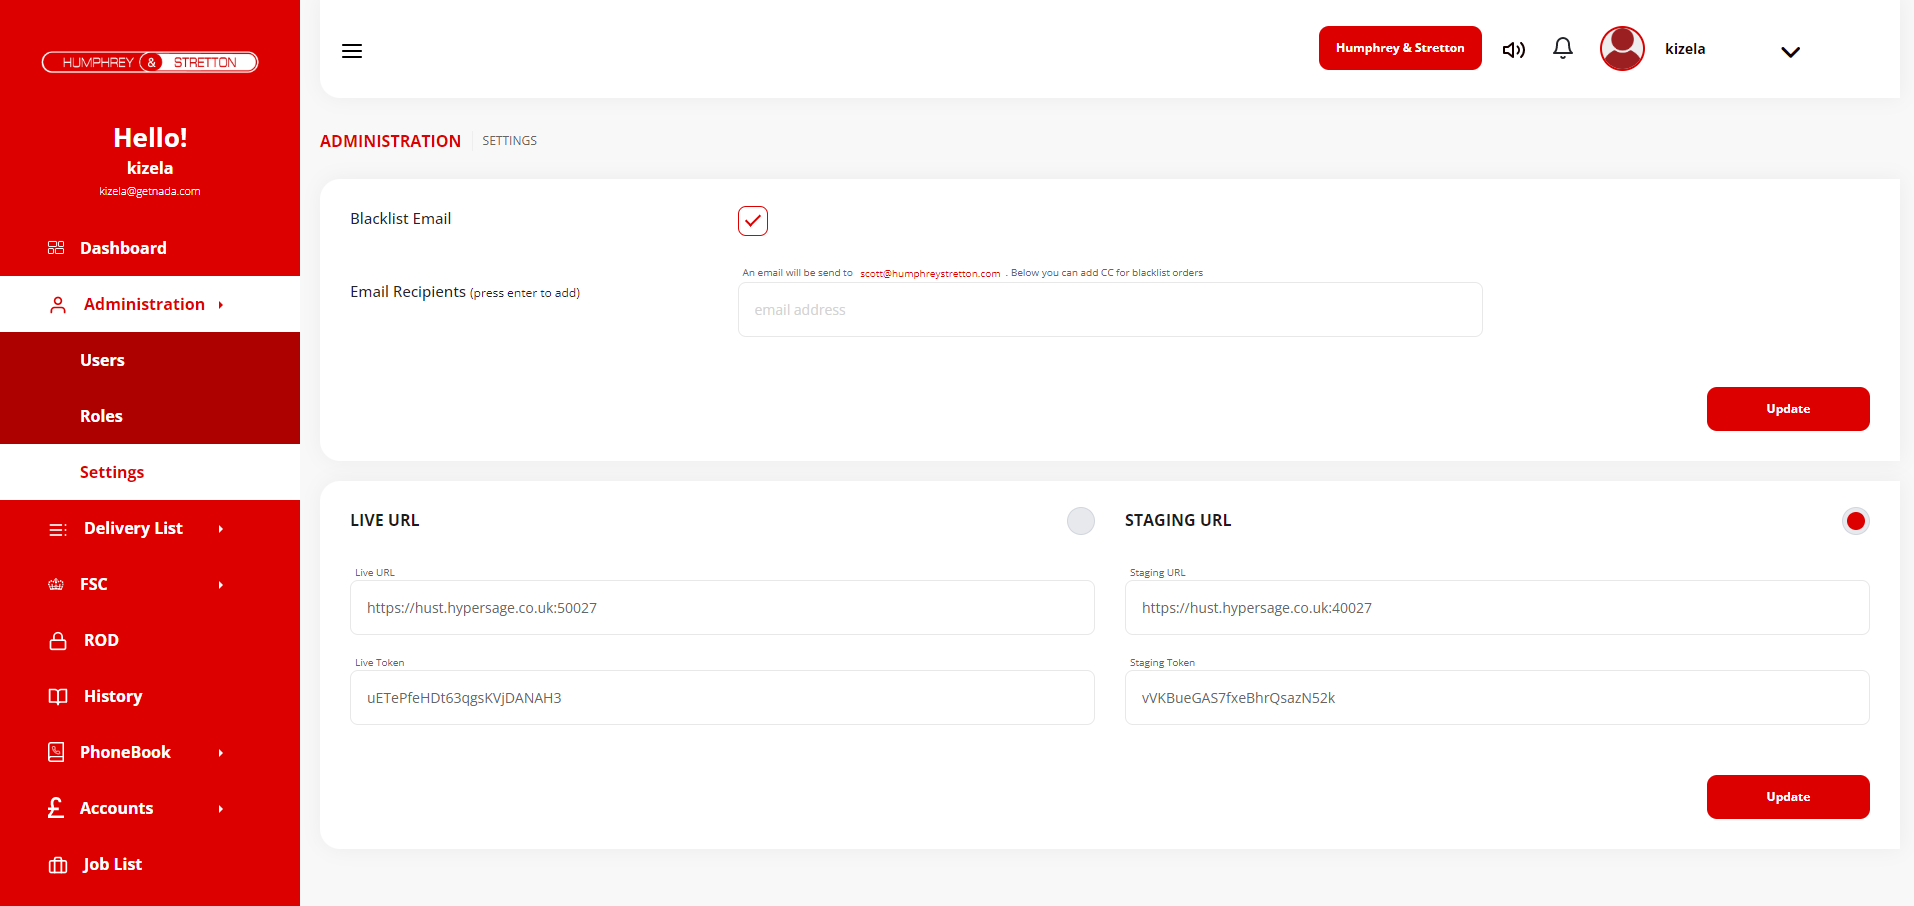 HUMPHREY & STRETTON
Hello!
kizela
kizela@getnada.com
Dashboard
Administration
Users
Roles
Settings
Delivery List
FSC
ROD
History
PhoneBook
Accounts
Job List
Humphrey & Stretton
kizela
ADMINISTRATION SETTINGS
Blacklist Email
An email will be send to scott@humphreystretton.com . Below you can add CC for blacklist orders
Email Recipients (press enter to add)
email address
Update
LIVE URL
Live URL
https://hust.hypersage.co.uk:50027
Live Token
uETePfeHDt63qgsKVjDANAH3
STAGING URL
Staging URL
https://hust.hypersage.co.uk:40027
Staging Token
vVKBueGAS7fxeBhrQsazN52k
Update